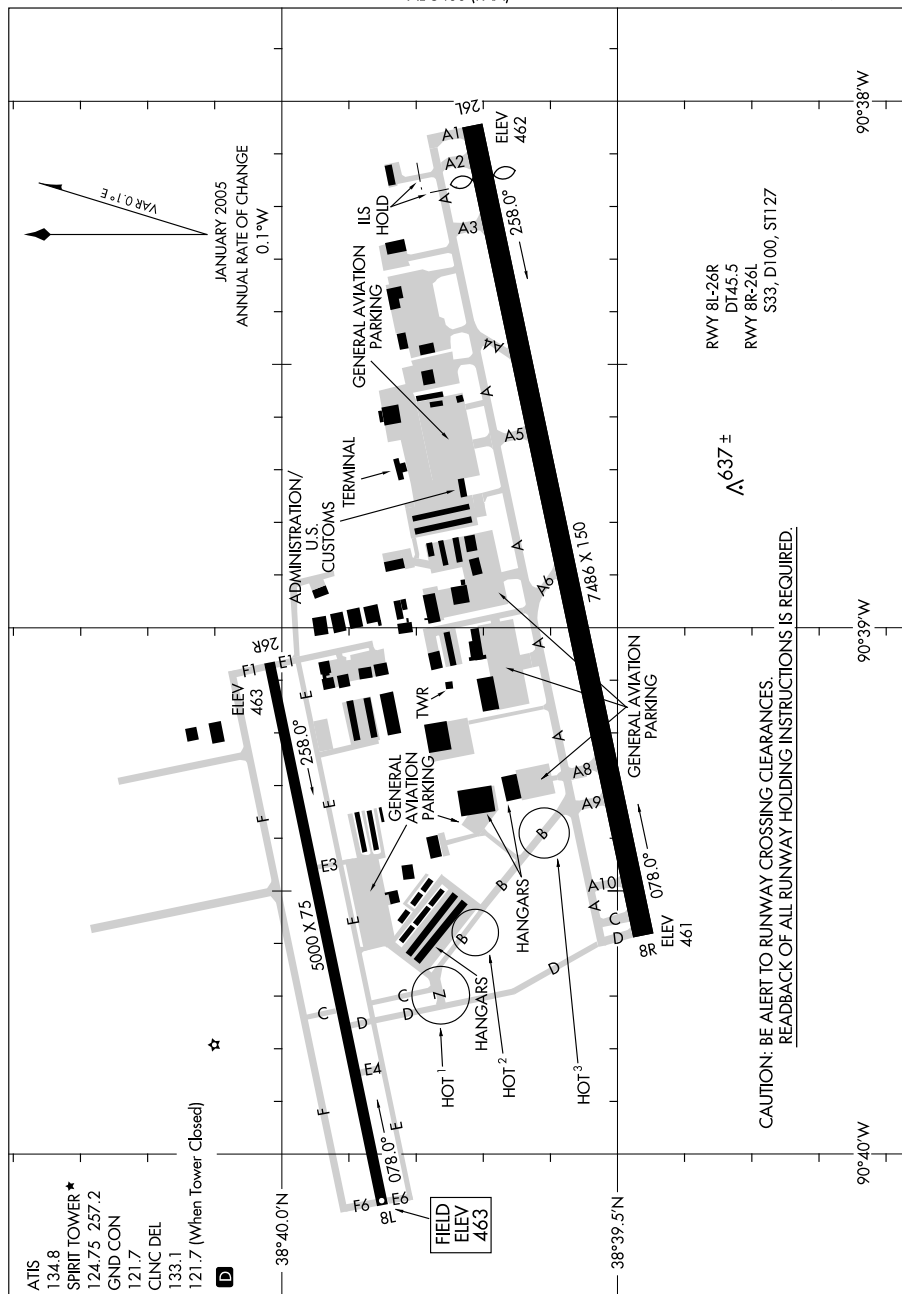 ATIS
134.8
SPIRIT TOWER
124.75 257.2
GND CON
121.7
CLNC DEL
133.1
121.7 (When Tower Closed)
D
JANUARY 2005
ANNUAL RATE OF CHANGE
0.1°W
VAR 0.1°E
38°40.0'N
38°39.5'N
90°40'W
90°39'W
90°38'W
FIELD
ELEV
463
8L
F6
E6
078.0°
F
E
E4
5000 X 75
C
D
C
D
F
E3
E
E
258.0°
E
F1
E1
26R
ELEV
463
HOT 1
Z
HOT 2
B
HOT 3
B
B
D
HANGARS
HANGARS
GENERAL
AVIATION
PARKING
TWR
ADMINISTRATION/
U.S.
CUSTOMS
TERMINAL
GENERAL AVIATION
PARKING
GENERAL AVIATION
PARKING
ILS
HOLD
8R
ELEV
461
078.0°
D
C
A
A10
A9
A8
A
A
A6
A
7486 X 150
A5
A
A4
A3
A
A2
A1
258.0°
26L
ELEV
462
637 ±
RWY 8L-26R
DT45.5
RWY 8R-26L
S33, D100, ST127
CAUTION: BE ALERT TO RUNWAY CROSSING CLEARANCES.
READBACK OF ALL RUNWAY HOLDING INSTRUCTIONS IS REQUIRED.